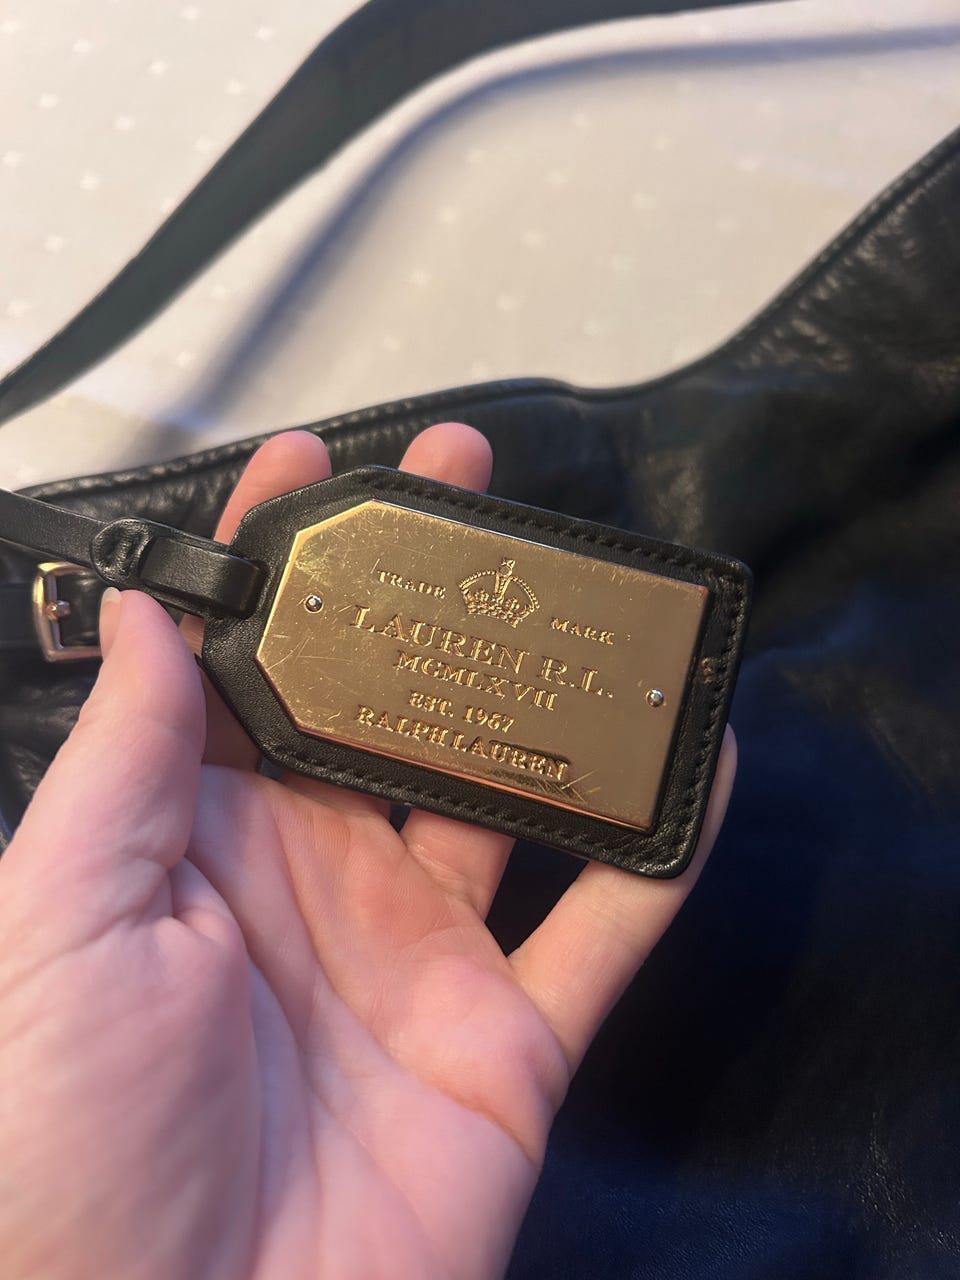 TRADE MARK
LAUREN R.L.
MCMLXVII
EST. 1967
RALPH LAUREN